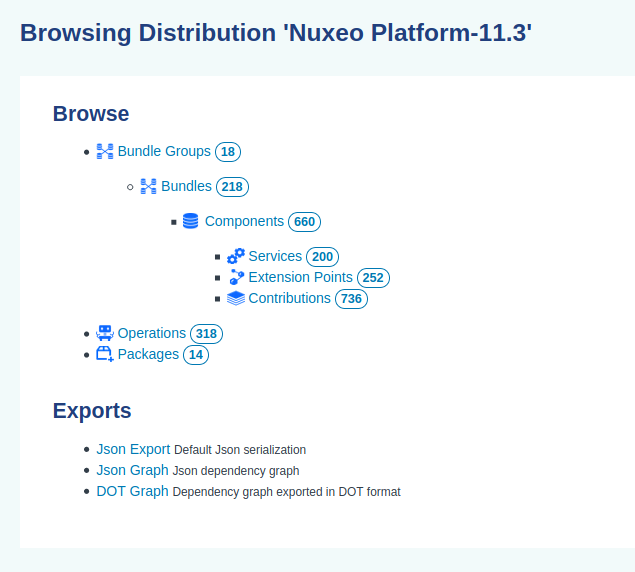 Browsing Distribution 'Nuxeo Platform-11.3'
Browse
Bundle Groups 18
Bundles 218
Components 660
Services 200
Extension Points 252
Contributions 736
Operations 318
Packages 14
Exports
Json Export Default Json serialization
Json Graph Json dependency graph
DOT Graph Dependency graph exported in DOT format